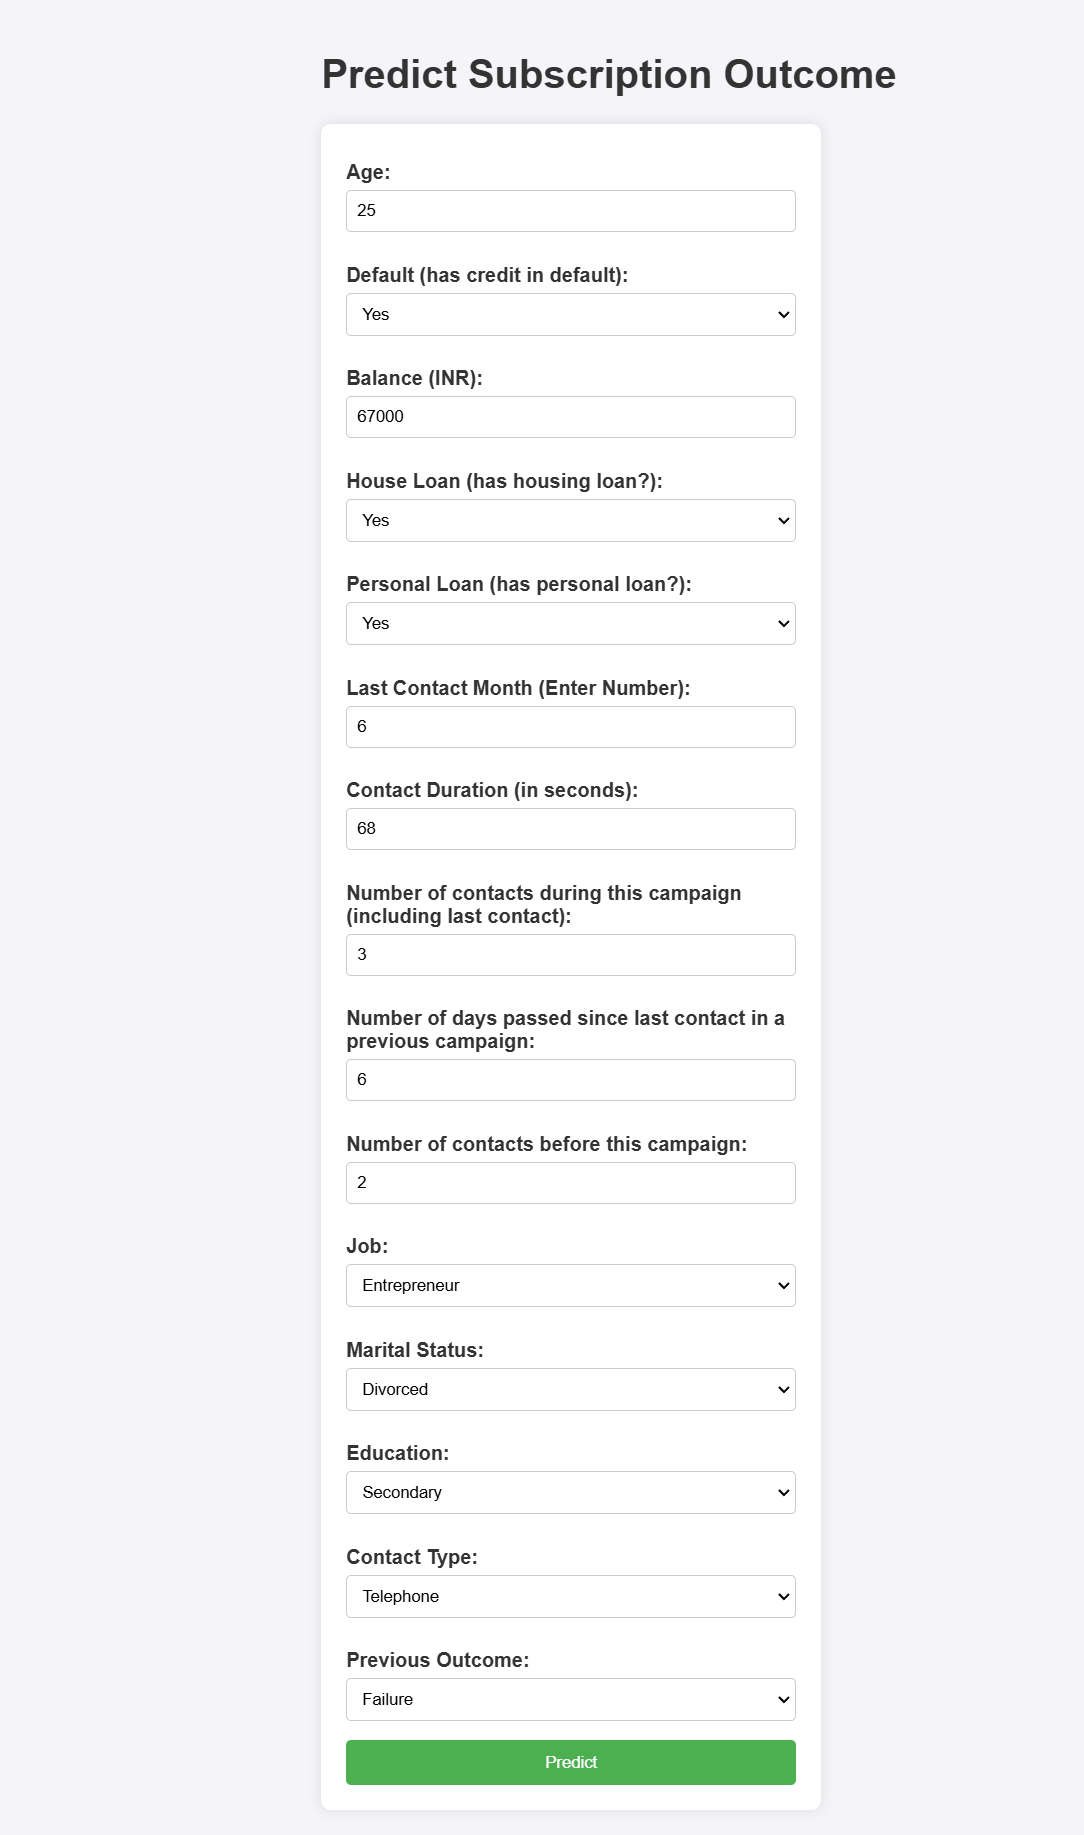 Predict Subscription Outcome
Age:
25
Default (has credit in default):
Yes
Balance (INR):
67000
House Loan (has housing loan?):
Yes
Personal Loan (has personal loan?):
Yes
Last Contact Month (Enter Number):
6
Contact Duration (in seconds):
68
Number of contacts during this campaign
(including last contact):
3
Number of days passed since last contact in a
previous campaign:
6
Number of contacts before this campaign:
2
Job:
Entrepreneur
Marital Status:
Divorced
Education:
Secondary
Contact Type:
Telephone
Previous Outcome:
Failure
Predict